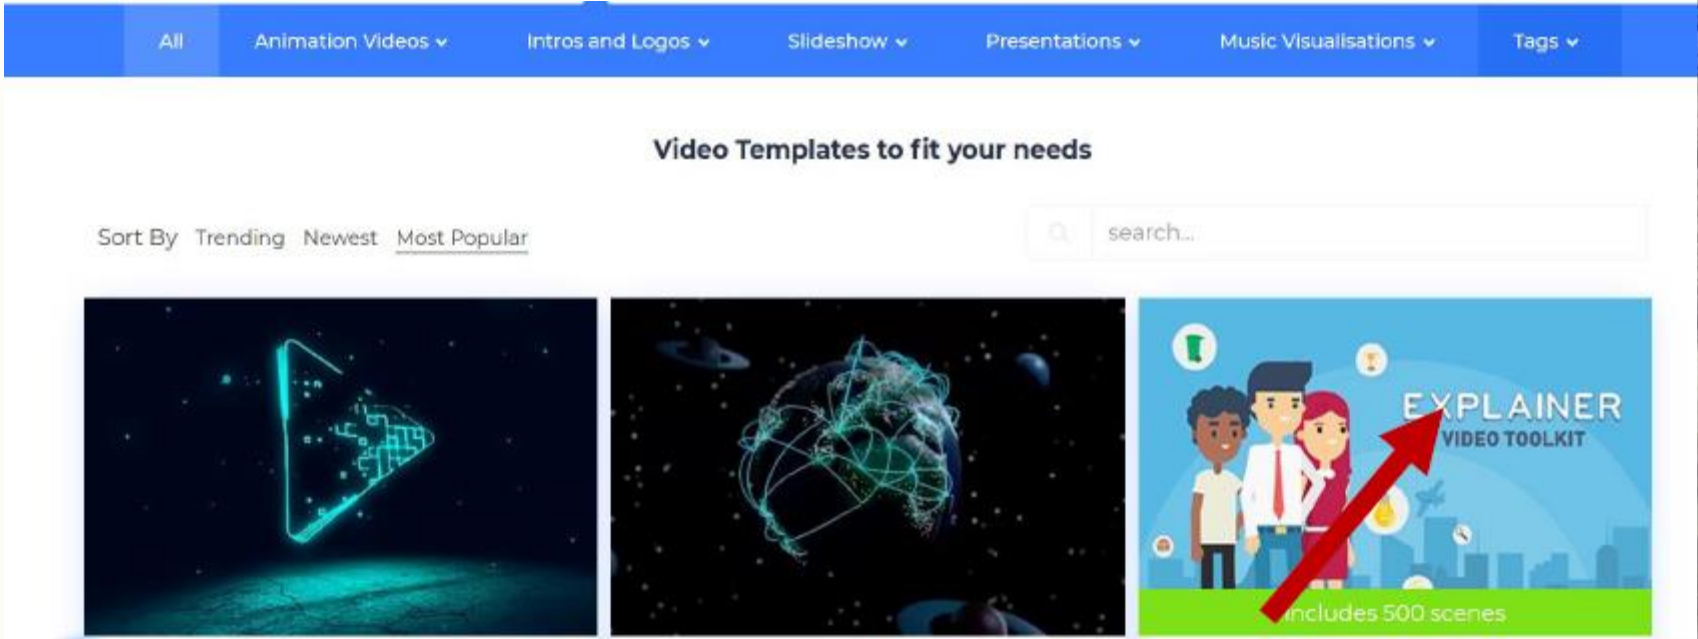 All Animation Videos Intros and Logos Slideshow Presentations Music Visualisations Tags
Video Templates to fit your needs
Sort By Trending Newest Most Popular
search...
EXPLAINER
VIDEO TOOLKIT
includes 500 scenes